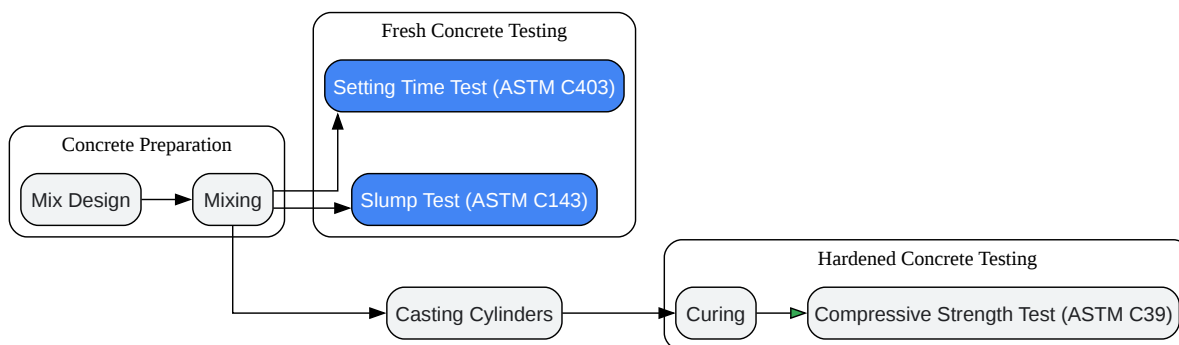 Fresh Concrete Testing
Setting Time Test (ASTM C403)
Concrete Preparation
Mix Design
Mixing
Slump Test (ASTM C143)
Hardened Concrete Testing
Casting Cylinders
Curing
Compressive Strength Test (ASTM C39)